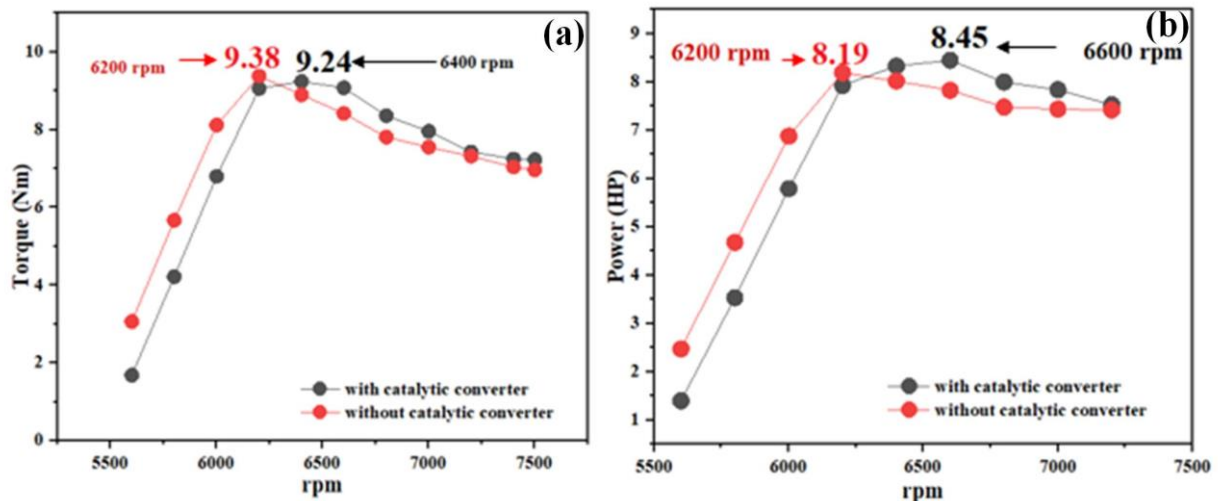 (a)
6200 rpm
9.38
9.24
6400 rpm
10
8
6
4
2
0
Torque (Nm)
with catalytic converter
without catalytic converter
5500
6000
6500
7000
7500
rpm
(b)
6200 rpm
8.19
8.45
6600 rpm
9
8
7
6
5
4
3
2
1
Power (HP)
with catalytic converter
without catalytic converter
5500
6000
6500
7000
7500
rpm